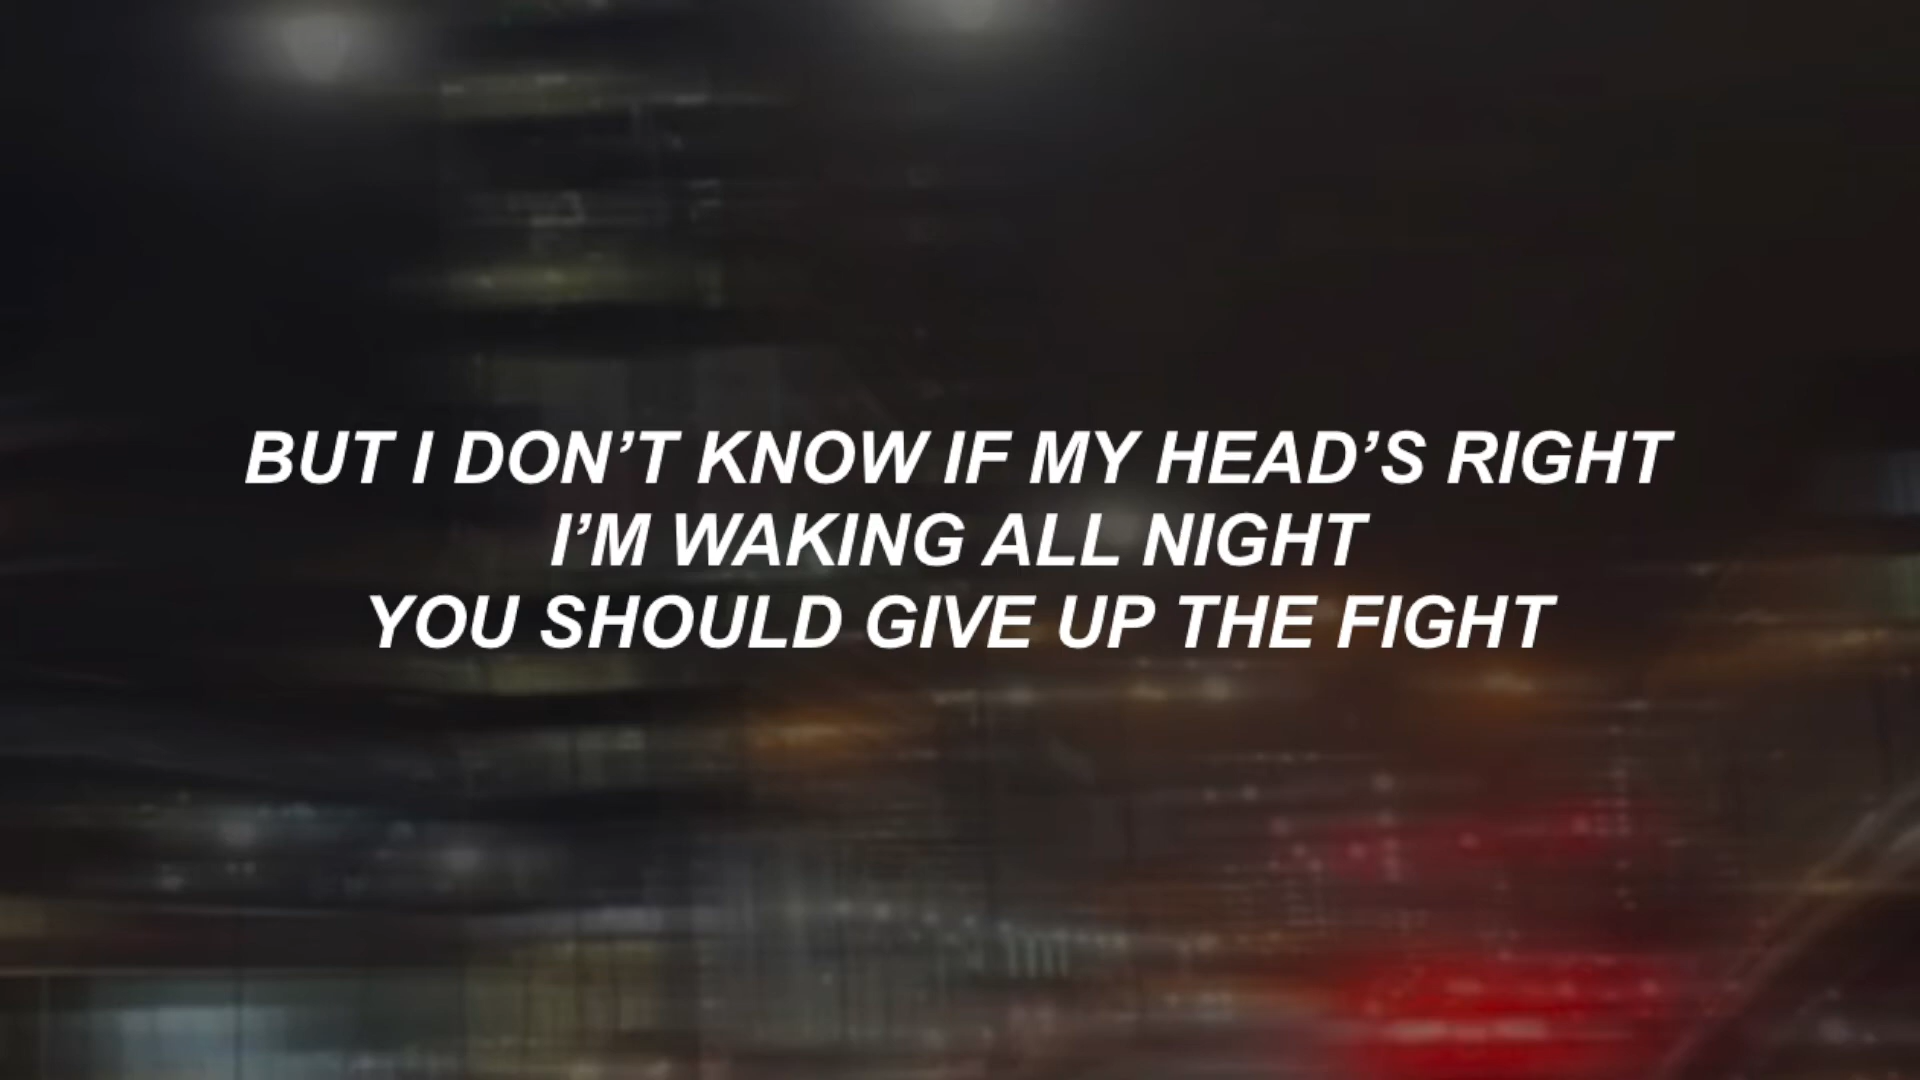 BUT I DON’T KNOW IF MY HEAD’S RIGHT
I’M WAKING ALL NIGHT
YOU SHOULD GIVE UP THE FIGHT